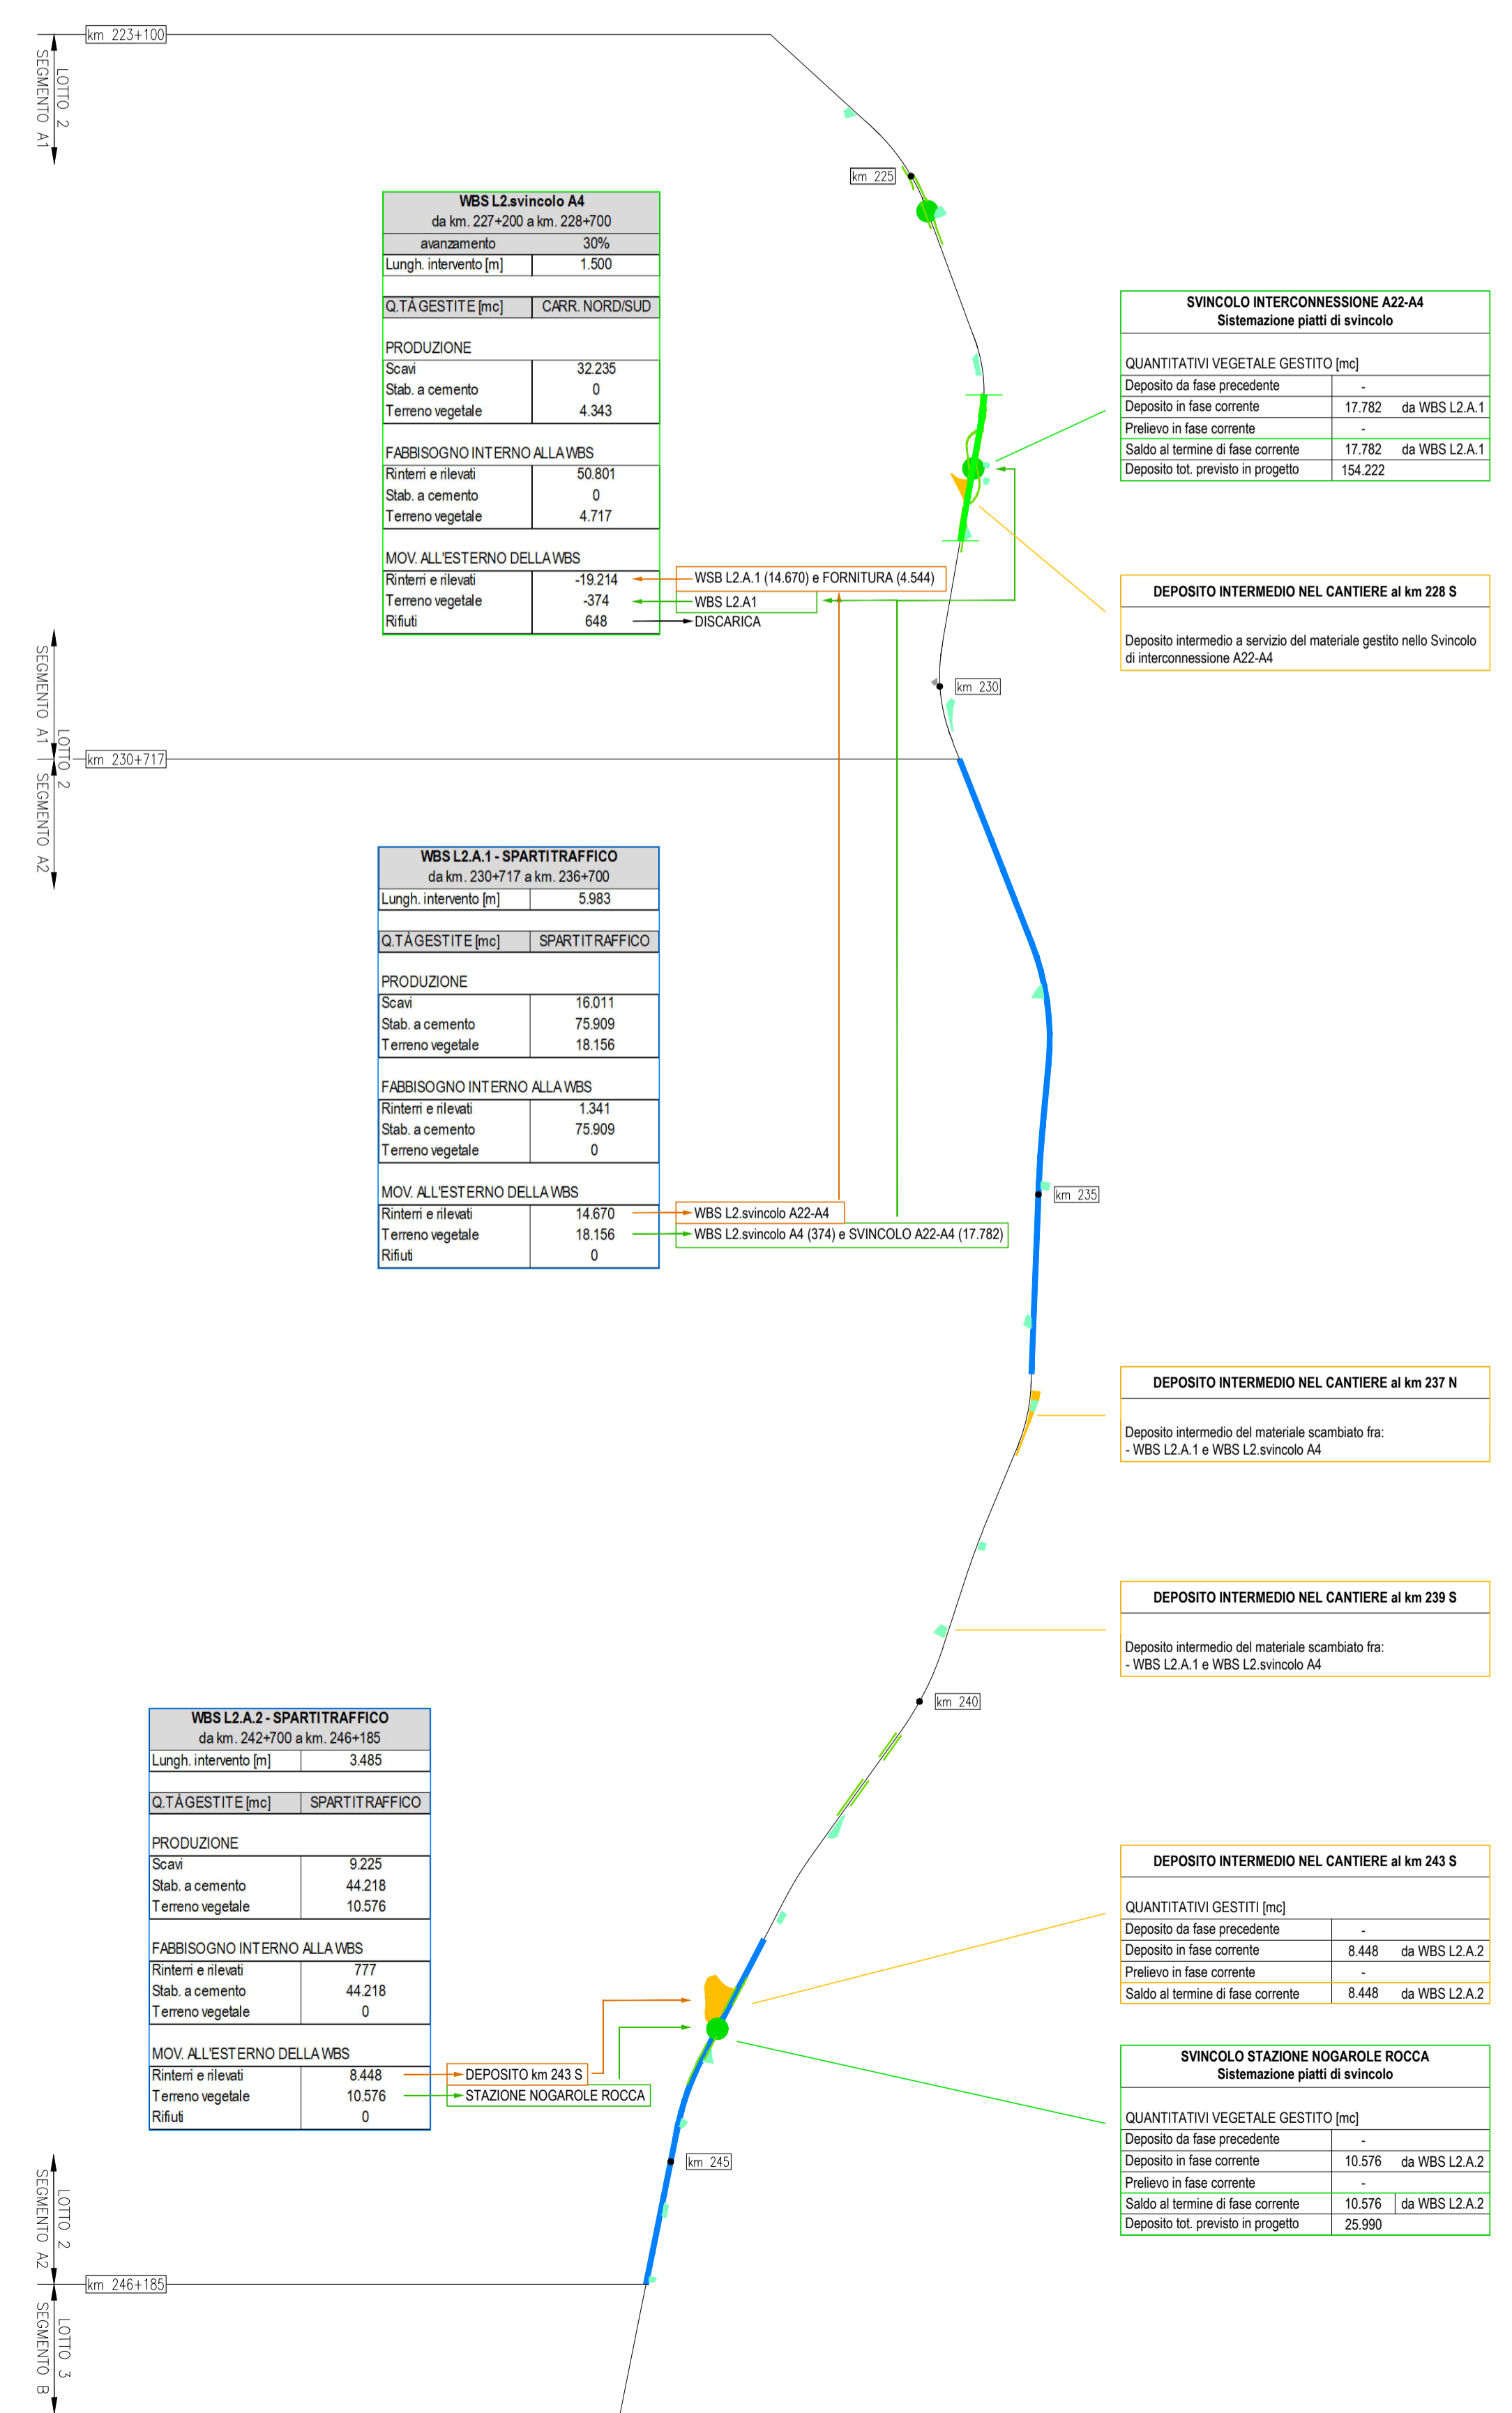 km 223+100
LOTTO 2
SEGMENTO A1
km 225
WBS L2.svincolo A4
da km. 227+200 a km. 228+700
avanzamento 30%
Lungh. intervento [m] 1.500
Q.TÀ GESTITE [mc] CARR. NORD/SUD
PRODUZIONE
Scavi 32.235
Stab. a cemento 0
Terreno vegetale 4.343
FABBISOGNO INTERNO ALLA WBS
Rinterri e rilevati 50.801
Stab. a cemento 0
Terreno vegetale 4.717
MOV. ALL'ESTERNO DELLA WBS
Rinterri e rilevati -19.214 WSB L2.A.1 (14.670) e FORNITURA (4.544)
Terreno vegetale -374 WBS L2.A1
Rifiuti 648 DISCARICA
SVINCOLO INTERCONNESSIONE A22-A4
Sistemazione piatti di svincolo
QUANTITATIVI VEGETALE GESTITO [mc]
Deposito da fase precedente -
Deposito in fase corrente 17.782 da WBS L2.A.1
Prelievo in fase corrente -
Saldo al termine di fase corrente 17.782 da WBS L2.A.1
Deposito tot. previsto in progetto 154.222
DEPOSITO INTERMEDIO NEL CANTIERE al km 228 S
Deposito intermedio a servizio del materiale gestito nello Svincolo
di interconnessione A22-A4
km 230
SEGMENTO A1
LOTTO 2
km 230+717
SEGMENTO A2
WBS L2.A.1 - SPARTITRAFFICO
da km. 230+717 a km. 236+700
Lungh. intervento [m] 5.983
Q.TÀ GESTITE [mc] SPARTITRAFFICO
PRODUZIONE
Scavi 16.011
Stab. a cemento 75.909
Terreno vegetale 18.156
FABBISOGNO INTERNO ALLA WBS
Rinterri e rilevati 1.341
Stab. a cemento 75.909
Terreno vegetale 0
MOV. ALL'ESTERNO DELLA WBS
Rinterri e rilevati 14.670 WBS L2.svincolo A22-A4
Terreno vegetale 18.156 WBS L2.svincolo A4 (374) e SVINCOLO A22-A4 (17.782)
Rifiuti 0
km 235
DEPOSITO INTERMEDIO NEL CANTIERE al km 237 N
Deposito intermedio del materiale scambiato fra:
- WBS L2.A.1 e WBS L2.svincolo A4
DEPOSITO INTERMEDIO NEL CANTIERE al km 239 S
Deposito intermedio del materiale scambiato fra:
- WBS L2.A.1 e WBS L2.svincolo A4
km 240
WBS L2.A.2 - SPARTITRAFFICO
da km. 242+700 a km. 246+185
Lungh. intervento [m] 3.485
Q.TÀ GESTITE [mc] SPARTITRAFFICO
PRODUZIONE
Scavi 9.225
Stab. a cemento 44.218
Terreno vegetale 10.576
FABBISOGNO INTERNO ALLA WBS
Rinterri e rilevati 777
Stab. a cemento 44.218
Terreno vegetale 0
MOV. ALL'ESTERNO DELLA WBS
Rinterri e rilevati 8.448 DEPOSITO km 243 S
Terreno vegetale 10.576 STAZIONE NOGAROLE ROCCA
Rifiuti 0
DEPOSITO INTERMEDIO NEL CANTIERE al km 243 S
QUANTITATIVI GESTITI [mc]
Deposito da fase precedente -
Deposito in fase corrente 8.448 da WBS L2.A.2
Prelievo in fase corrente -
Saldo al termine di fase corrente 8.448 da WBS L2.A.2
SVINCOLO STAZIONE NOGAROLE ROCCA
Sistemazione piatti di svincolo
QUANTITATIVI VEGETALE GESTITO [mc]
Deposito da fase precedente -
Deposito in fase corrente 10.576 da WBS L2.A.2
Prelievo in fase corrente -
Saldo al termine di fase corrente 10.576 da WBS L2.A.2
Deposito tot. previsto in progetto 25.990
km 245
LOTTO 2
SEGMENTO A2
km 246+185
LOTTO 3
SEGMENTO B